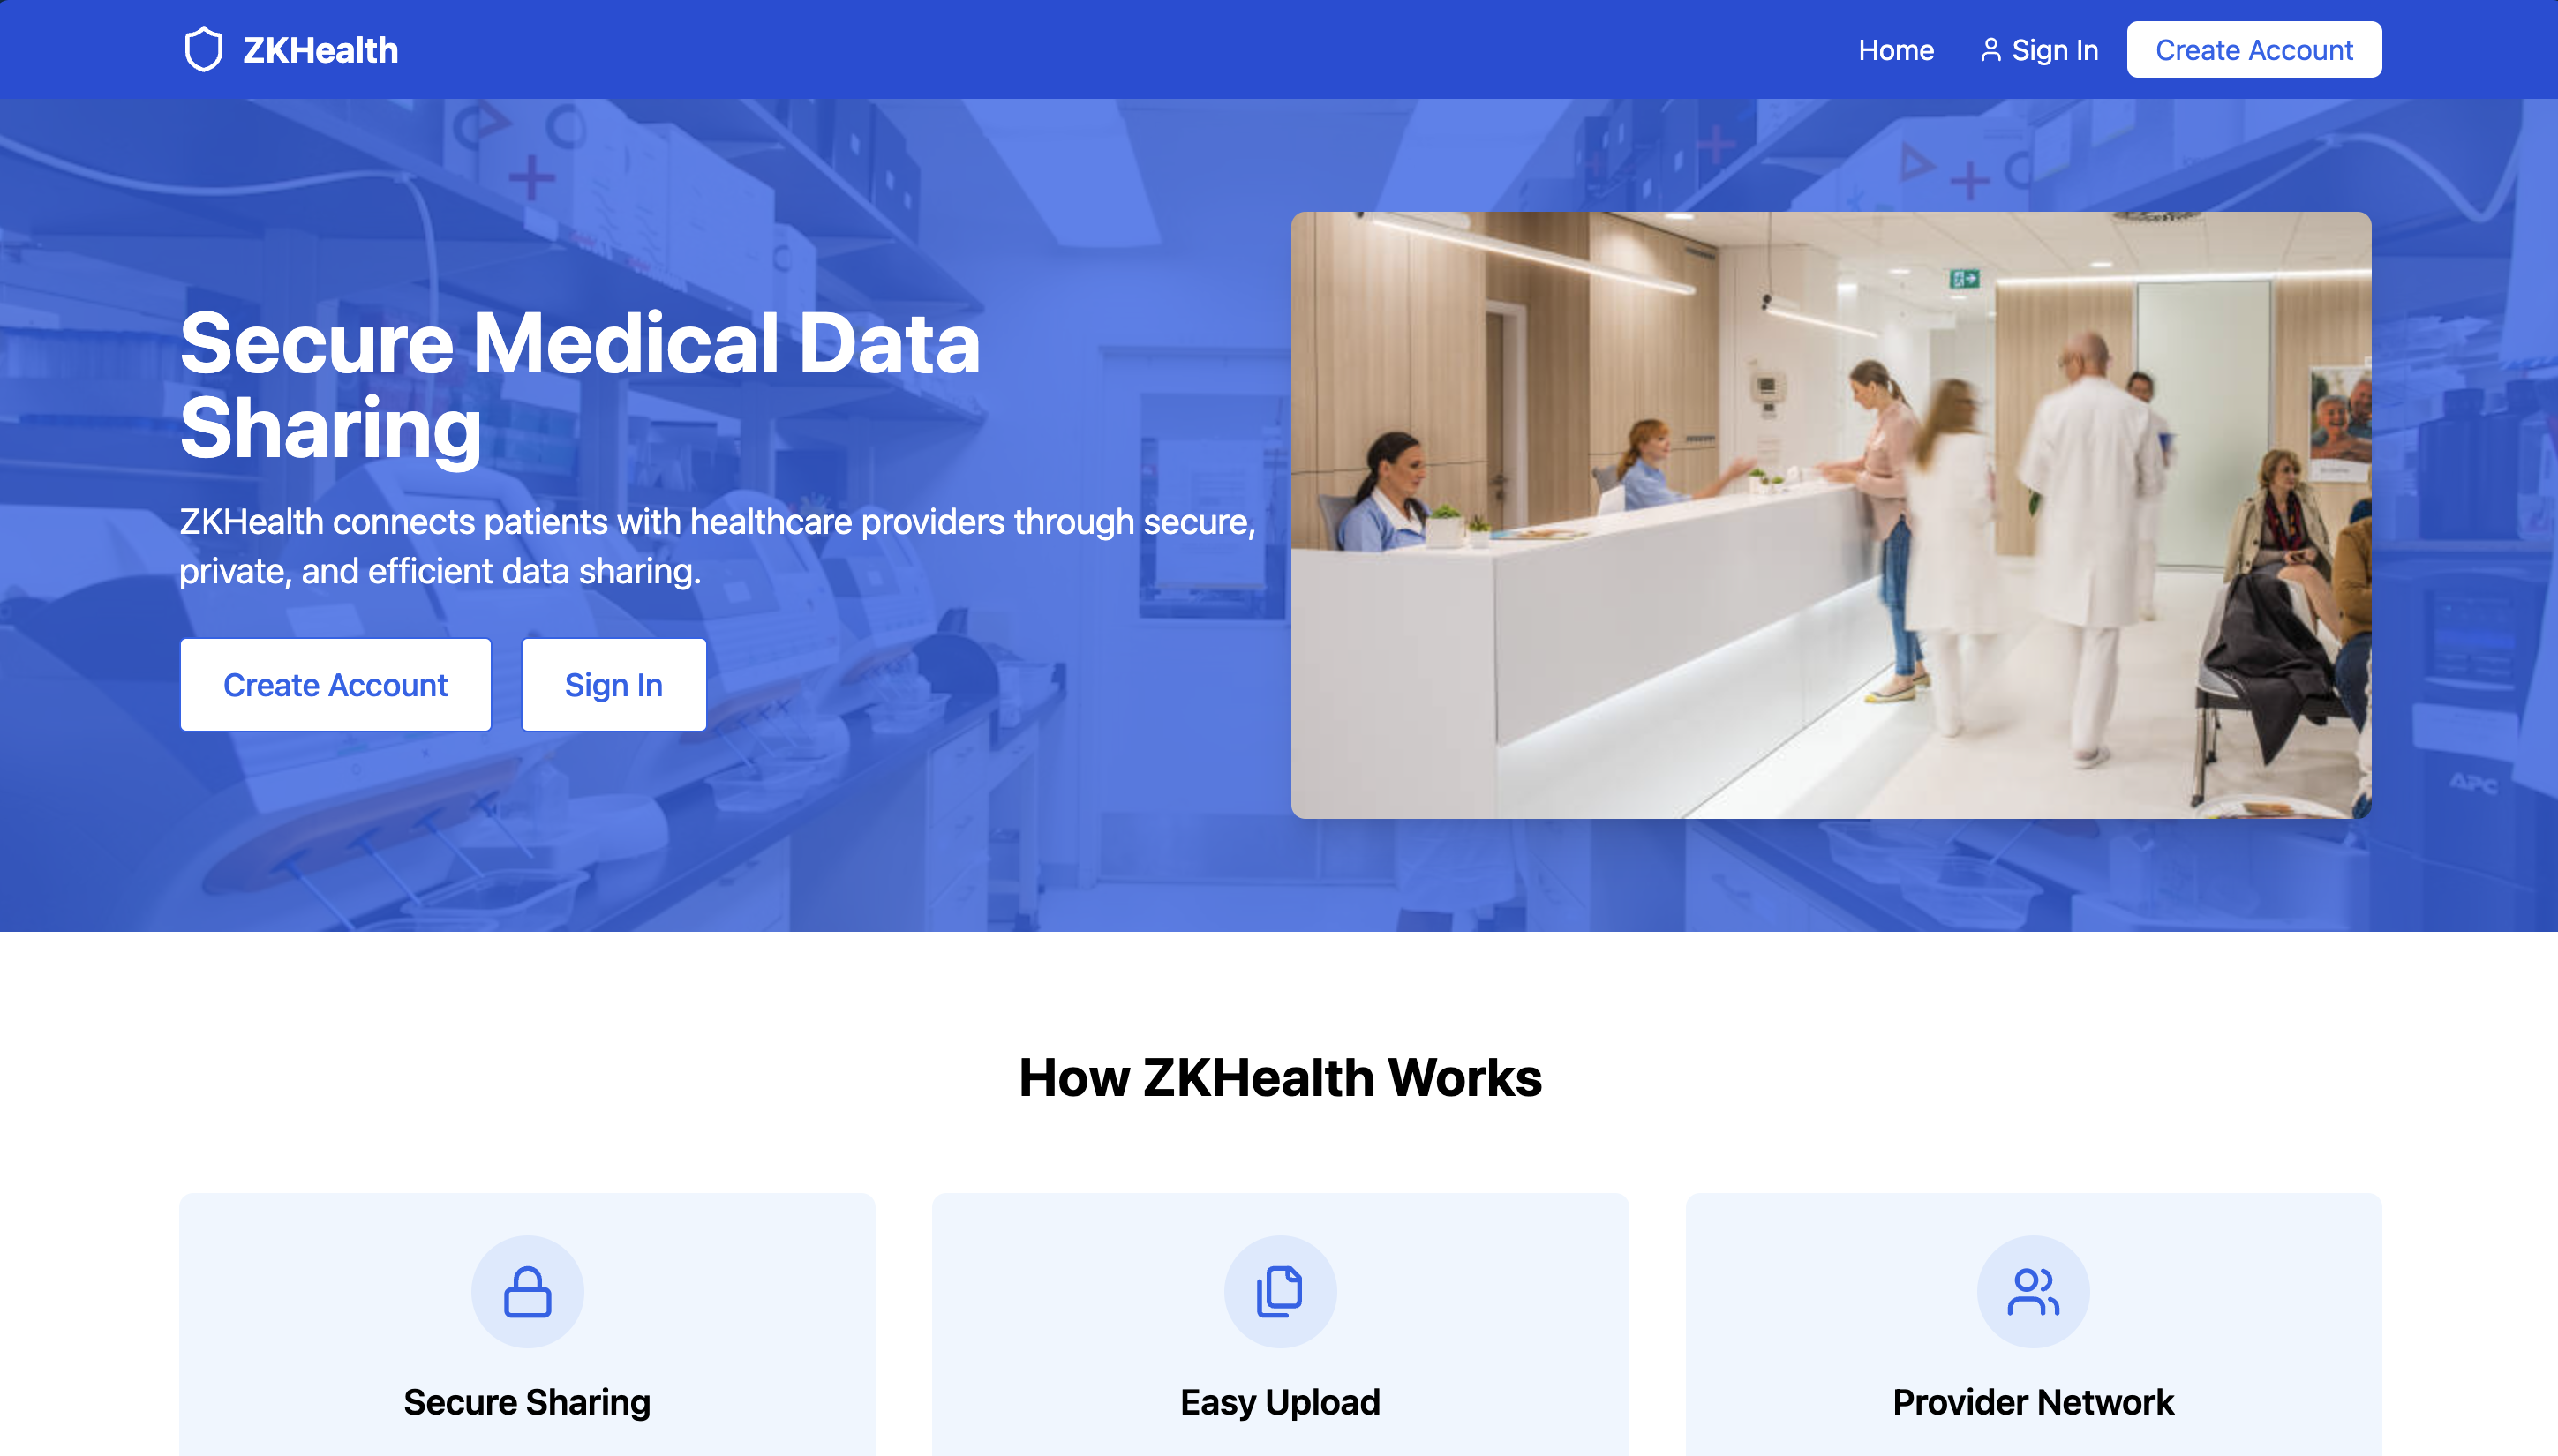 ZKHealth
Home
Sign In
Create Account
Secure Medical Data
Sharing
ZKHealth connects patients with healthcare providers through secure,
private, and efficient data sharing.
Create Account
Sign In
APC
How ZKHealth Works
Secure Sharing
Easy Upload
Provider Network